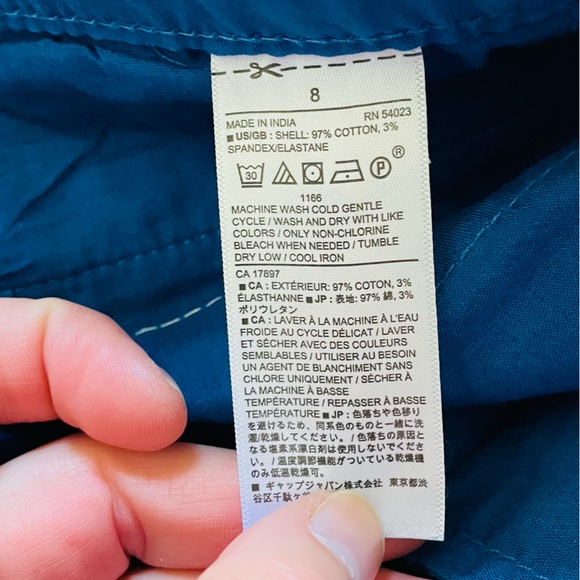 8
MADE IN INDIA RN 54023
■ US/GB : SHELL: 97% COTTON, 3%
SPANDEX/ELASTANE
30 P ®
1166
MACHINE WASH COLD GENTLE
CYCLE / WASH AND DRY WITH LIKE
COLORS / ONLY NON-CHLORINE
BLEACH WHEN NEEDED / TUMBLE
DRY LOW / COOL IRON
CA 17897
■ CA : EXTÉRIEUR: 97% COTON, 3%
ÉLASTHANNE ■ JP : 表地: 97% 綿, 3%
ポリウレタン
■ CA : LAVER À LA MACHINE À L'EAU
FROIDE AU CYCLE DÉLICAT / LAVER
ET SÉCHER AVEC DES COULEURS
SEMBLABLES / UTILISER AU BESOIN
UN AGENT DE BLANCHIMENT SANS
CHLORE UNIQUEMENT / SÉCHER À
LA MACHINE À BASSE
TEMPÉRATURE / REPASSER À BASSE
TEMPÉRATURE ■ JP : 色落ちや色移り
を避けるため、同系色のものと一緒に洗
濯/乾燥してください。/ 色落ちの原因と
なる塩素系漂白剤は使用しないでください
。/ 温度調節機能がついている乾燥機
のみ低温乾燥可。
■ ギャップジャパン株式会社 東京都渋
谷区千駄ヶ谷